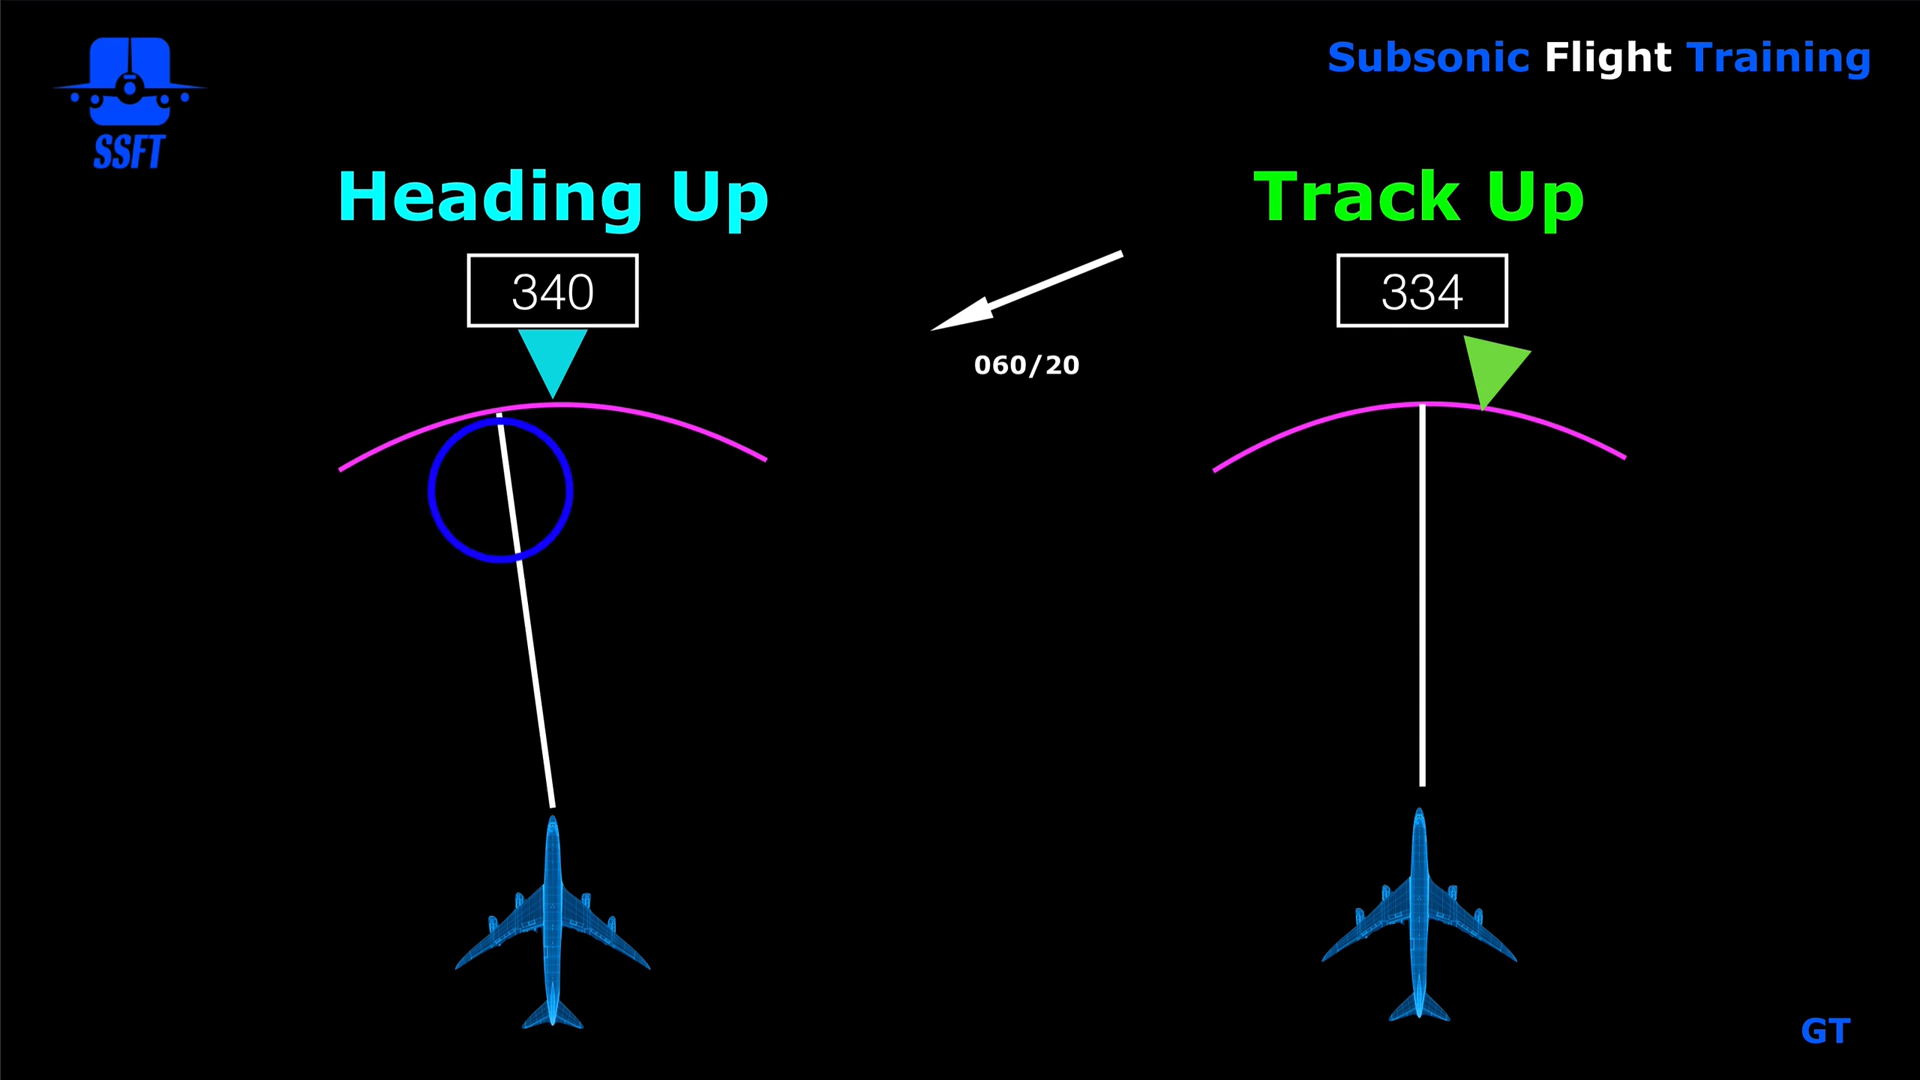 Subsonic Flight Training
SSFT
Heading Up
Track Up
340
334
060/20
GT